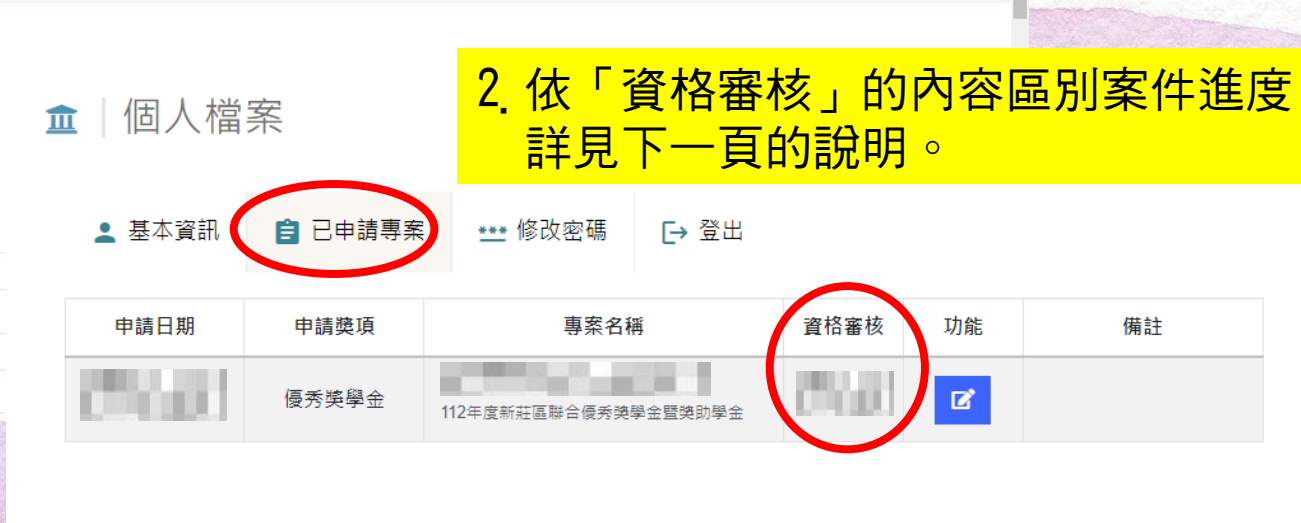 2. 依「資格審核」的內容區別案件進度
詳見下一頁的說明。
個人檔案
基本資訊
已申請專案
修改密碼
登出
申請日期 申請獎項 專案名稱 資格審核 功能 備註
優秀獎學金
112年度新莊區聯合優秀獎學金暨獎助學金